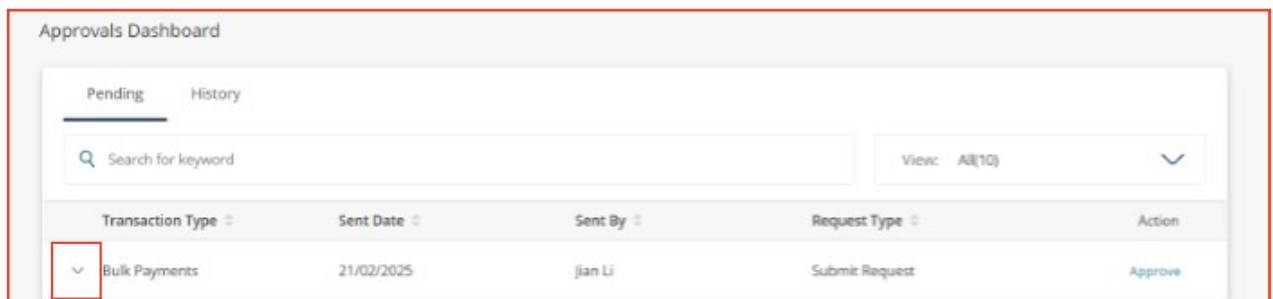 Approvals Dashboard
Pending History
Search for keyword View: All(10)
Transaction Type Sent Date Sent By Request Type Action
Bulk Payments 21/02/2025 Jian Li Submit Request Approve